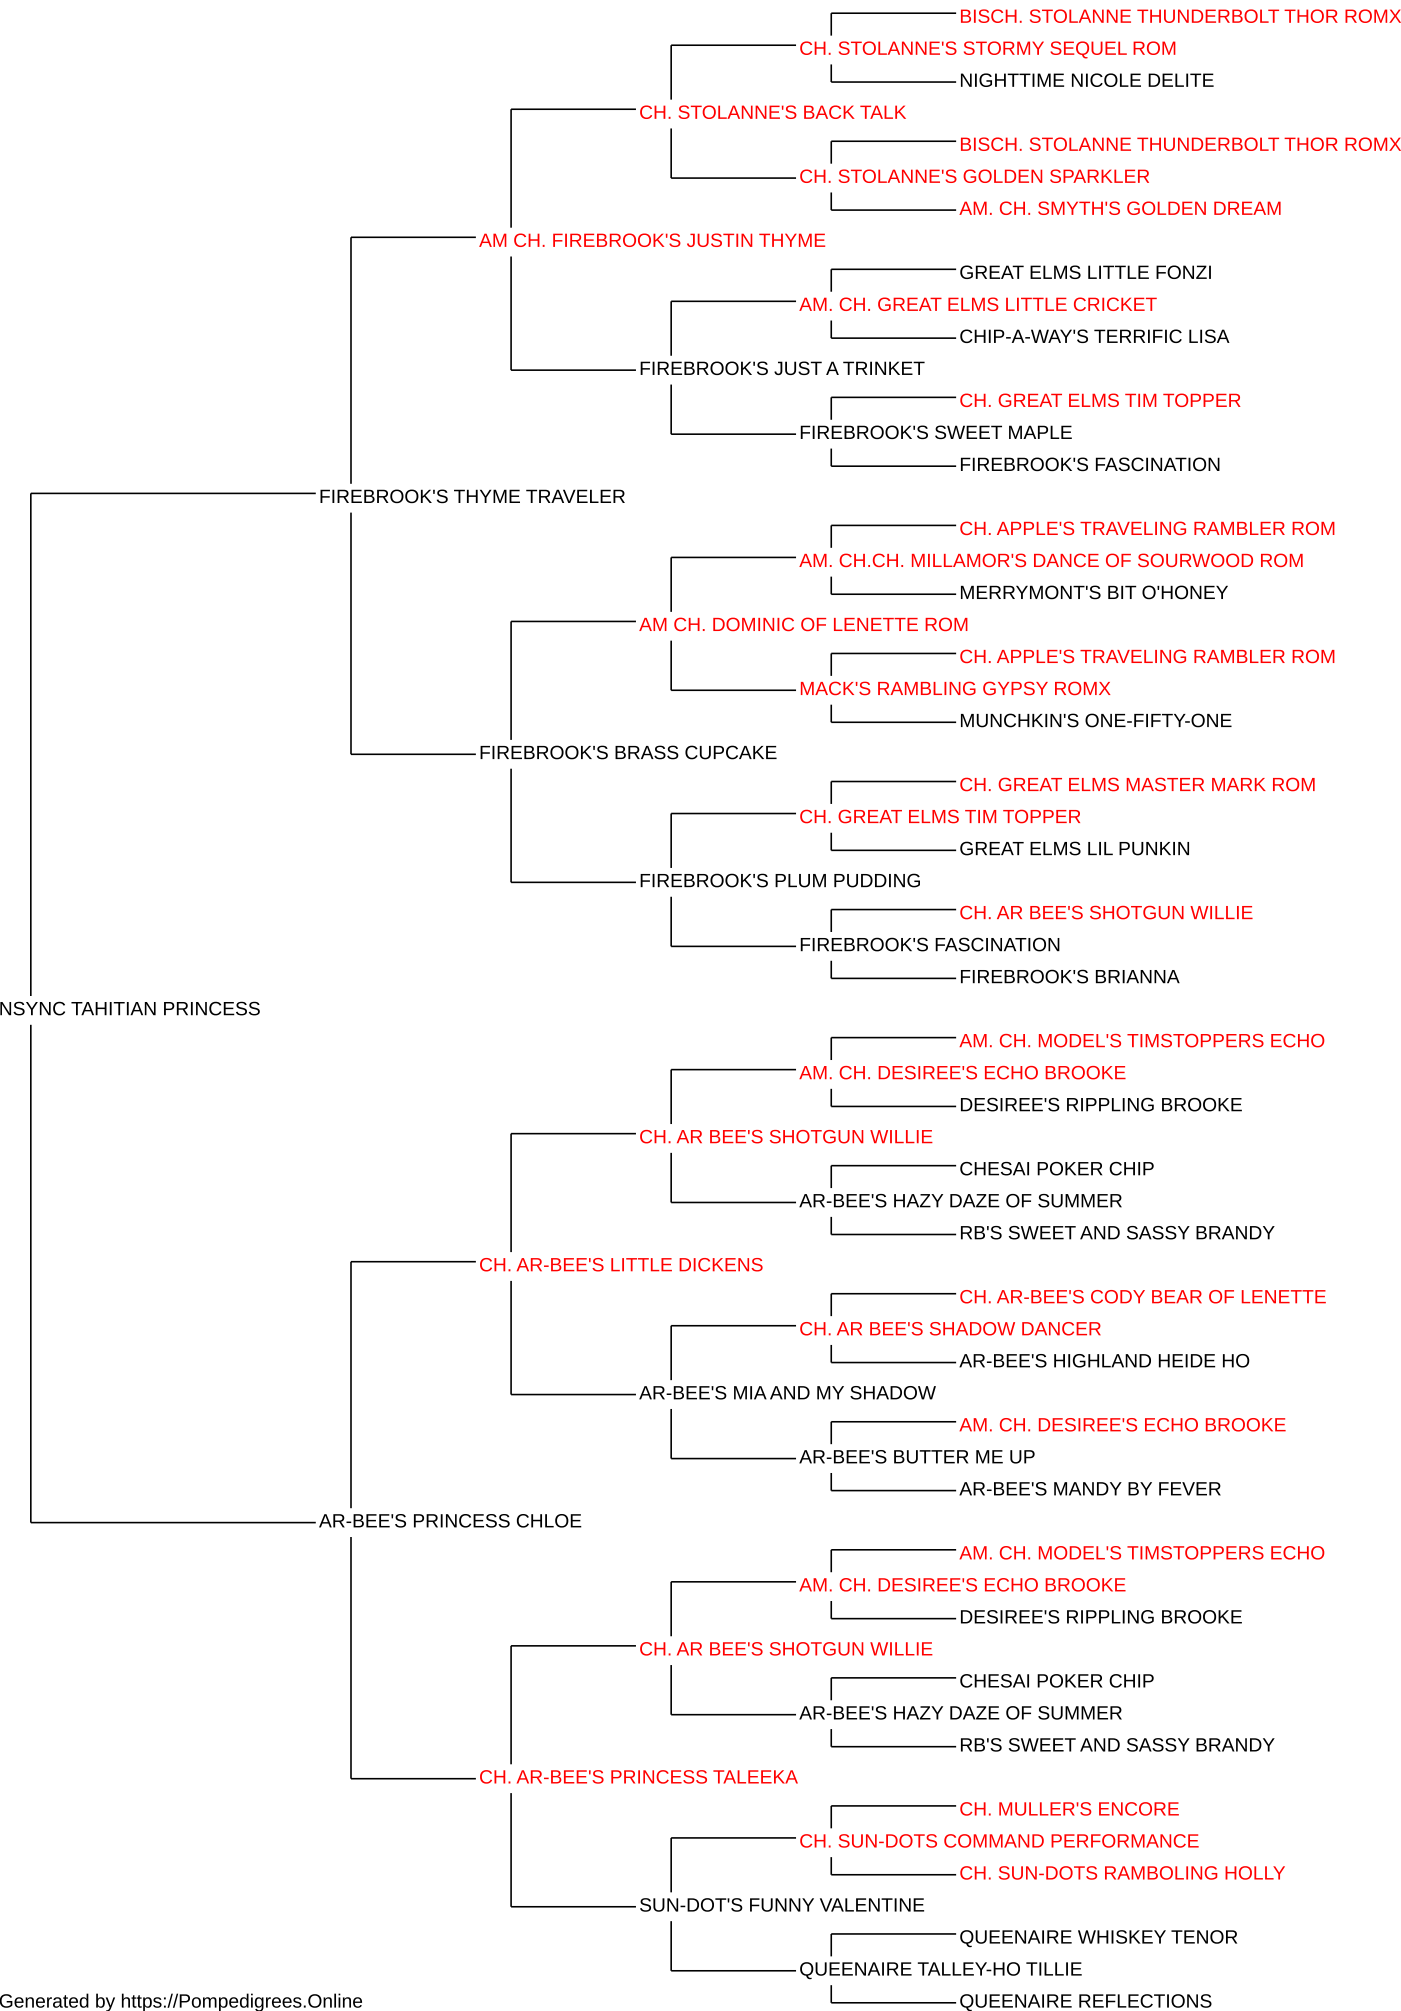 BISCH. STOLANNE THUNDERBOLT THOR ROMX
CH. STOLANNE'S STORMY SEQUEL ROM
NIGHTTIME NICOLE DELITE
CH. STOLANNE'S BACK TALK
BISCH. STOLANNE THUNDERBOLT THOR ROMX
CH. STOLANNE'S GOLDEN SPARKLER
AM. CH. SMYTH'S GOLDEN DREAM
AM CH. FIREBROOK'S JUSTIN THYME
GREAT ELMS LITTLE FONZI
AM. CH. GREAT ELMS LITTLE CRICKET
CHIP-A-WAY'S TERRIFIC LISA
FIREBROOK'S JUST A TRINKET
CH. GREAT ELMS TIM TOPPER
FIREBROOK'S SWEET MAPLE
FIREBROOK'S FASCINATION
FIREBROOK'S THYME TRAVELER
CH. APPLE'S TRAVELING RAMBLER ROM
AM. CH.CH. MILLAMOR'S DANCE OF SOURWOOD ROM
MERRYMONT'S BIT O'HONEY
AM CH. DOMINIC OF LENETTE ROM
CH. APPLE'S TRAVELING RAMBLER ROM
MACK'S RAMBLING GYPSY ROMX
MUNCHKIN'S ONE-FIFTY-ONE
FIREBROOK'S BRASS CUPCAKE
CH. GREAT ELMS MASTER MARK ROM
CH. GREAT ELMS TIM TOPPER
GREAT ELMS LIL PUNKIN
FIREBROOK'S PLUM PUDDING
CH. AR BEE'S SHOTGUN WILLIE
FIREBROOK'S FASCINATION
FIREBROOK'S BRIANNA
NSYNC TAHITIAN PRINCESS
AM. CH. MODEL'S TIMSTOPPERS ECHO
AM. CH. DESIREE'S ECHO BROOKE
DESIREE'S RIPPLING BROOKE
CH. AR BEE'S SHOTGUN WILLIE
CHESAI POKER CHIP
AR-BEE'S HAZY DAZE OF SUMMER
RB'S SWEET AND SASSY BRANDY
CH. AR-BEE'S LITTLE DICKENS
CH. AR-BEE'S CODY BEAR OF LENETTE
CH. AR BEE'S SHADOW DANCER
AR-BEE'S HIGHLAND HEIDE HO
AR-BEE'S MIA AND MY SHADOW
AM. CH. DESIREE'S ECHO BROOKE
AR-BEE'S BUTTER ME UP
AR-BEE'S MANDY BY FEVER
AR-BEE'S PRINCESS CHLOE
AM. CH. MODEL'S TIMSTOPPERS ECHO
AM. CH. DESIREE'S ECHO BROOKE
DESIREE'S RIPPLING BROOKE
CH. AR BEE'S SHOTGUN WILLIE
CHESAI POKER CHIP
AR-BEE'S HAZY DAZE OF SUMMER
RB'S SWEET AND SASSY BRANDY
CH. AR-BEE'S PRINCESS TALEEKA
CH. MULLER'S ENCORE
CH. SUN-DOTS COMMAND PERFORMANCE
CH. SUN-DOTS RAMBOLING HOLLY
SUN-DOT'S FUNNY VALENTINE
QUEENAIRE WHISKEY TENOR
QUEENAIRE TALLEY-HO TILLIE
QUEENAIRE REFLECTIONS
Generated by https://Pompedigrees.Online